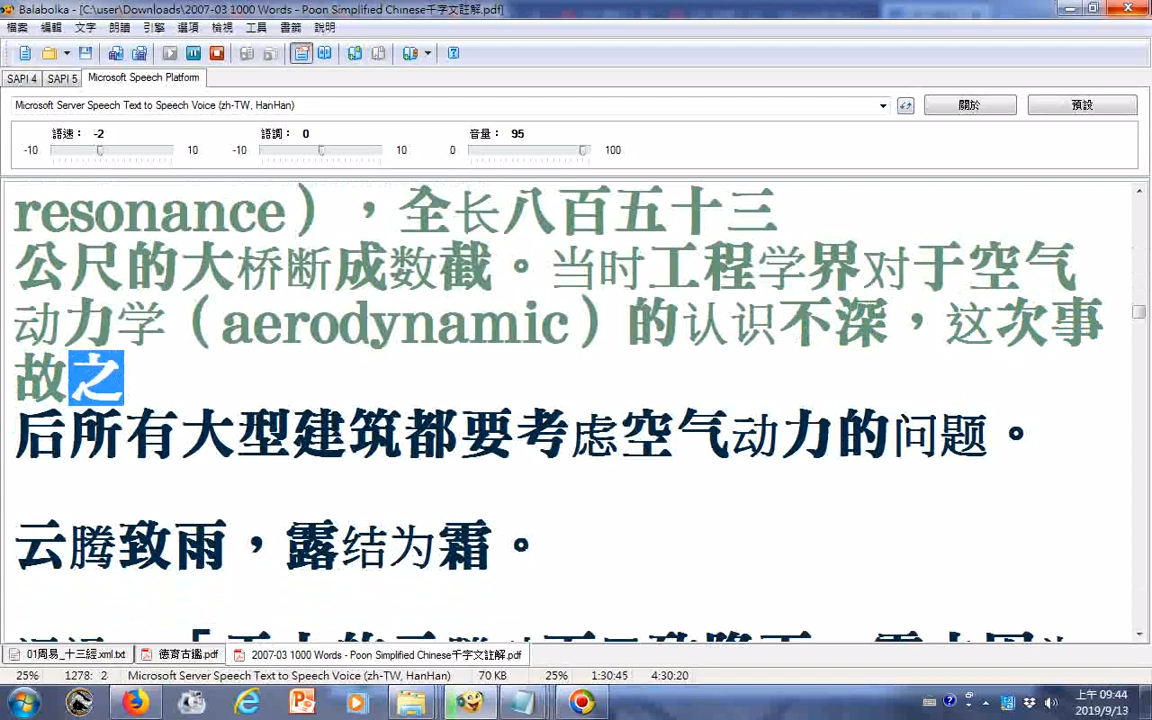 Balabolka - [C:\user\Downloads\2007-03 1000 Words - Poon Simplified Chinese千字文註解.pdf]
檔案 編輯 文字 朗讀 引擎 選項 檢視 工具 書籤 說明
SAPI 4 SAPI 5 Microsoft Speech Platform
Microsoft Server Speech Text to Speech Voice (zh-TW, HanHan) 關於 預設
語速: -2 語調: 0 音量: 95
-10 10 -10 10 0 100
resonance），全长八百五十三
公尺的大桥断成数截。当时工程学界对于空气
动力学（aerodynamic）的认识不深，这次事
故之
后所有大型建筑都要考虑空气动力的问题。
云腾致雨，露结为霜。
01周易_十三經.xml.txt 德育古鑑.pdf 2007-03 1000 Words - Poon Simplified Chinese千字文註解.pdf
25% 1278: 2 Microsoft Server Speech Text to Speech Voice (zh-TW, HanHan) 70 KB 25% 1:30:45 4:30:20
上午 09:44
2019/9/13